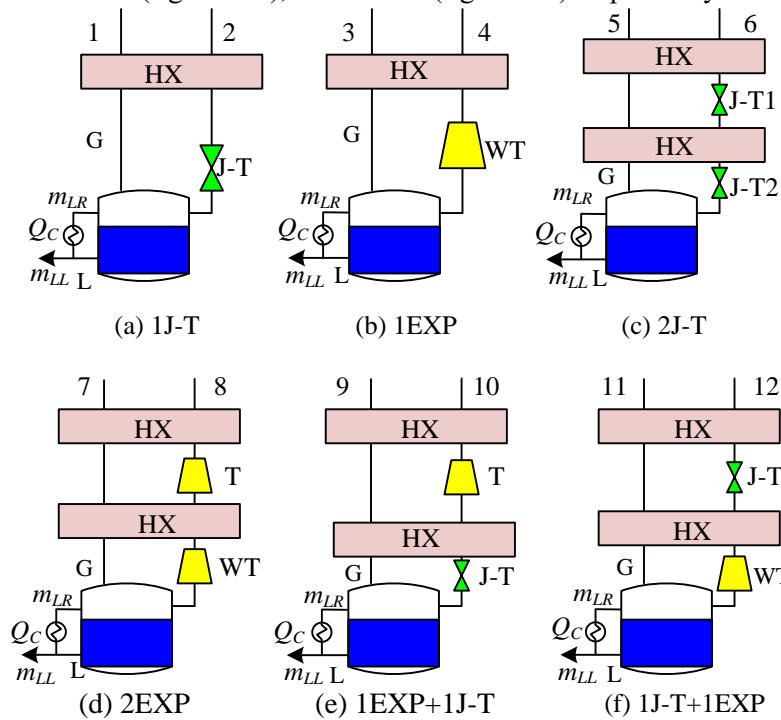 1 2 3 4 5 6
HX HX HX
J-T1
G G WT
J-T HX
G J-T2
m_LR m_LR m_LR
Q_C Q_C Q_C
m_LL L m_LL L m_LL L
(a) 1J-T (b) 1EXP (c) 2J-T
7 8 9 10 11 12
HX HX HX
T T J-T
HX HX HX
G WT G J-T G WT
m_LR m_LR m_LR
Q_C Q_C Q_C
m_LL L m_LL L m_LL L
(d) 2EXP (e) 1EXP+1J-T (f) 1J-T+1EXP